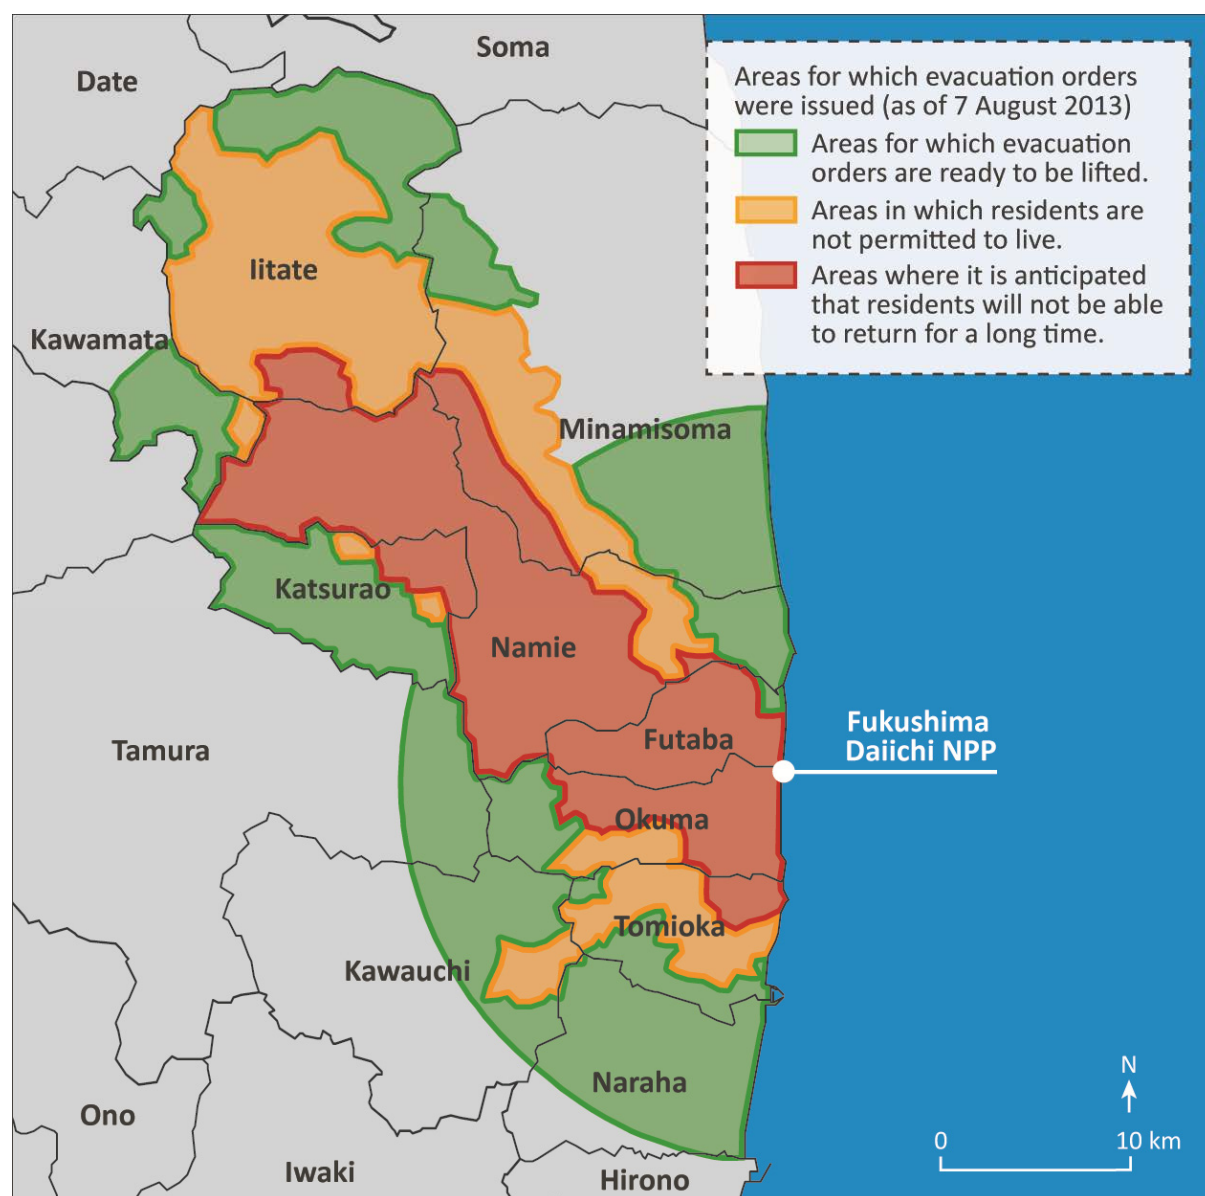 Soma
Date
Areas for which evacuation orders
were issued (as of 7 August 2013)
Areas for which evacuation
orders are ready to be lifted.
Areas in which residents are
not permitted to live.
Areas where it is anticipated
that residents will not be able
to return for a long time.
Iitate
Kawamata
Minamisoma
Katsurao
Namie
Fukushima
Daiichi NPP
Futaba
Tamura
Okuma
Tomioka
Kawauchi
Naraha
N
Ono
0 10 km
Iwaki
Hirono